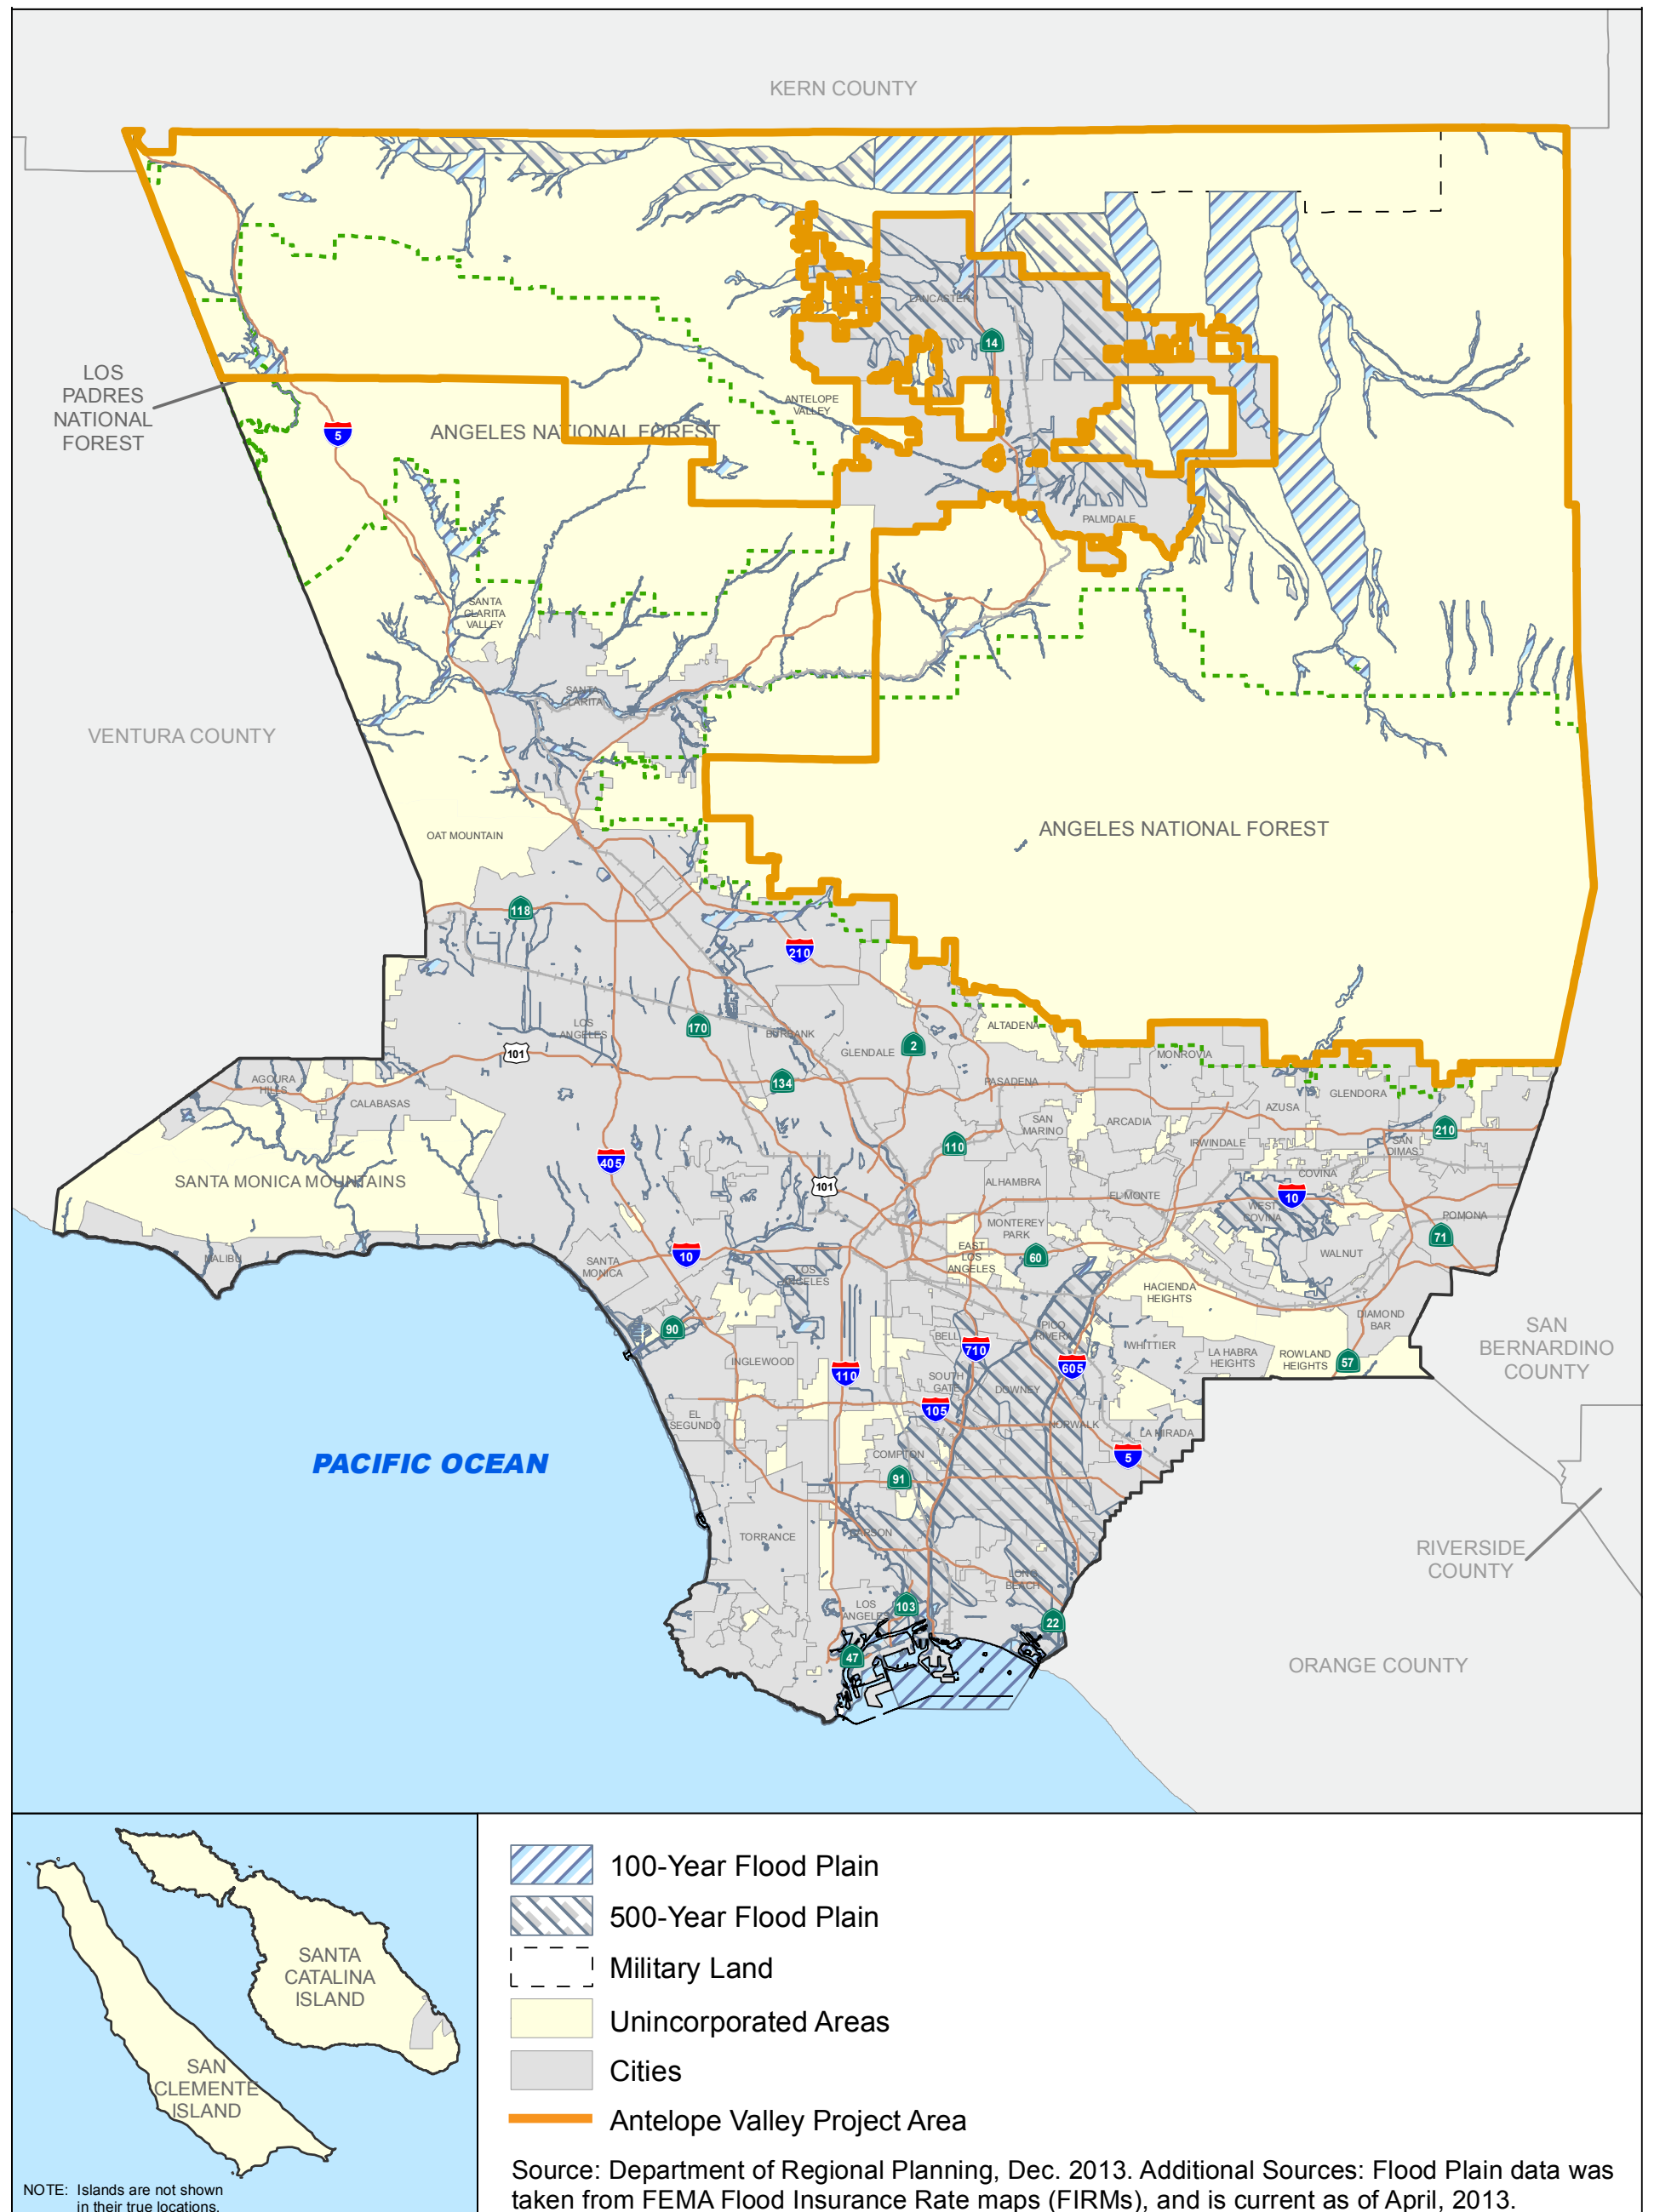 KERN COUNTY
LANCASTER
14
LOS
PADRES
NATIONAL
FOREST
ANTELOPE
VALLEY
5
ANGELES NATIONAL FOREST
PALMDALE
SANTA
CLARITA
VALLEY
SANTA
CLARITA
VENTURA COUNTY
OAT MOUNTAIN
ANGELES NATIONAL FOREST
118
210
LOS
ANGELES
170
BURBANK
ALTADENA
101
GLENDALE
2
MONROVIA
AGOURA
HILLS
134
PASADENA
CALABASAS
GLENDORA
AZUSA
SAN
MARINO
ARCADIA
210
110
IRWINDALE
SAN
DIMAS
405
COVINA
SANTA MONICA MOUNTAINS
101
ALHAMBRA
EL MONTE
10
WEST
COVINA
POMONA
MONTEREY
PARK
71
MALIBU
SANTA
MONICA
10
EAST
LOS
ANGELES
60
WALNUT
LOS
ANGELES
HACIENDA
HEIGHTS
DIAMOND
BAR
90
BELL
PICO
RIVERA
SAN
BERNARDINO
COUNTY
710
WHITTIER
LA HABRA
HEIGHTS
ROWLAND
HEIGHTS
57
INGLEWOOD
110
605
SOUTH
GATE
DOWNEY
105
EL
SEGUNDO
NORWALK
LA MIRADA
PACIFIC OCEAN
COMPTON
5
91
TORRANCE
CARSON
RIVERSIDE
COUNTY
LONG
BEACH
LOS
ANGELES
103
22
47
ORANGE COUNTY
SANTA
CATALINA
ISLAND
SAN
CLEMENTE
ISLAND
NOTE: Islands are not shown
in their true locations.
100-Year Flood Plain
500-Year Flood Plain
Military Land
Unincorporated Areas
Cities
Antelope Valley Project Area
Source: Department of Regional Planning, Dec. 2013. Additional Sources: Flood Plain data was
taken from FEMA Flood Insurance Rate maps (FIRMs), and is current as of April, 2013.